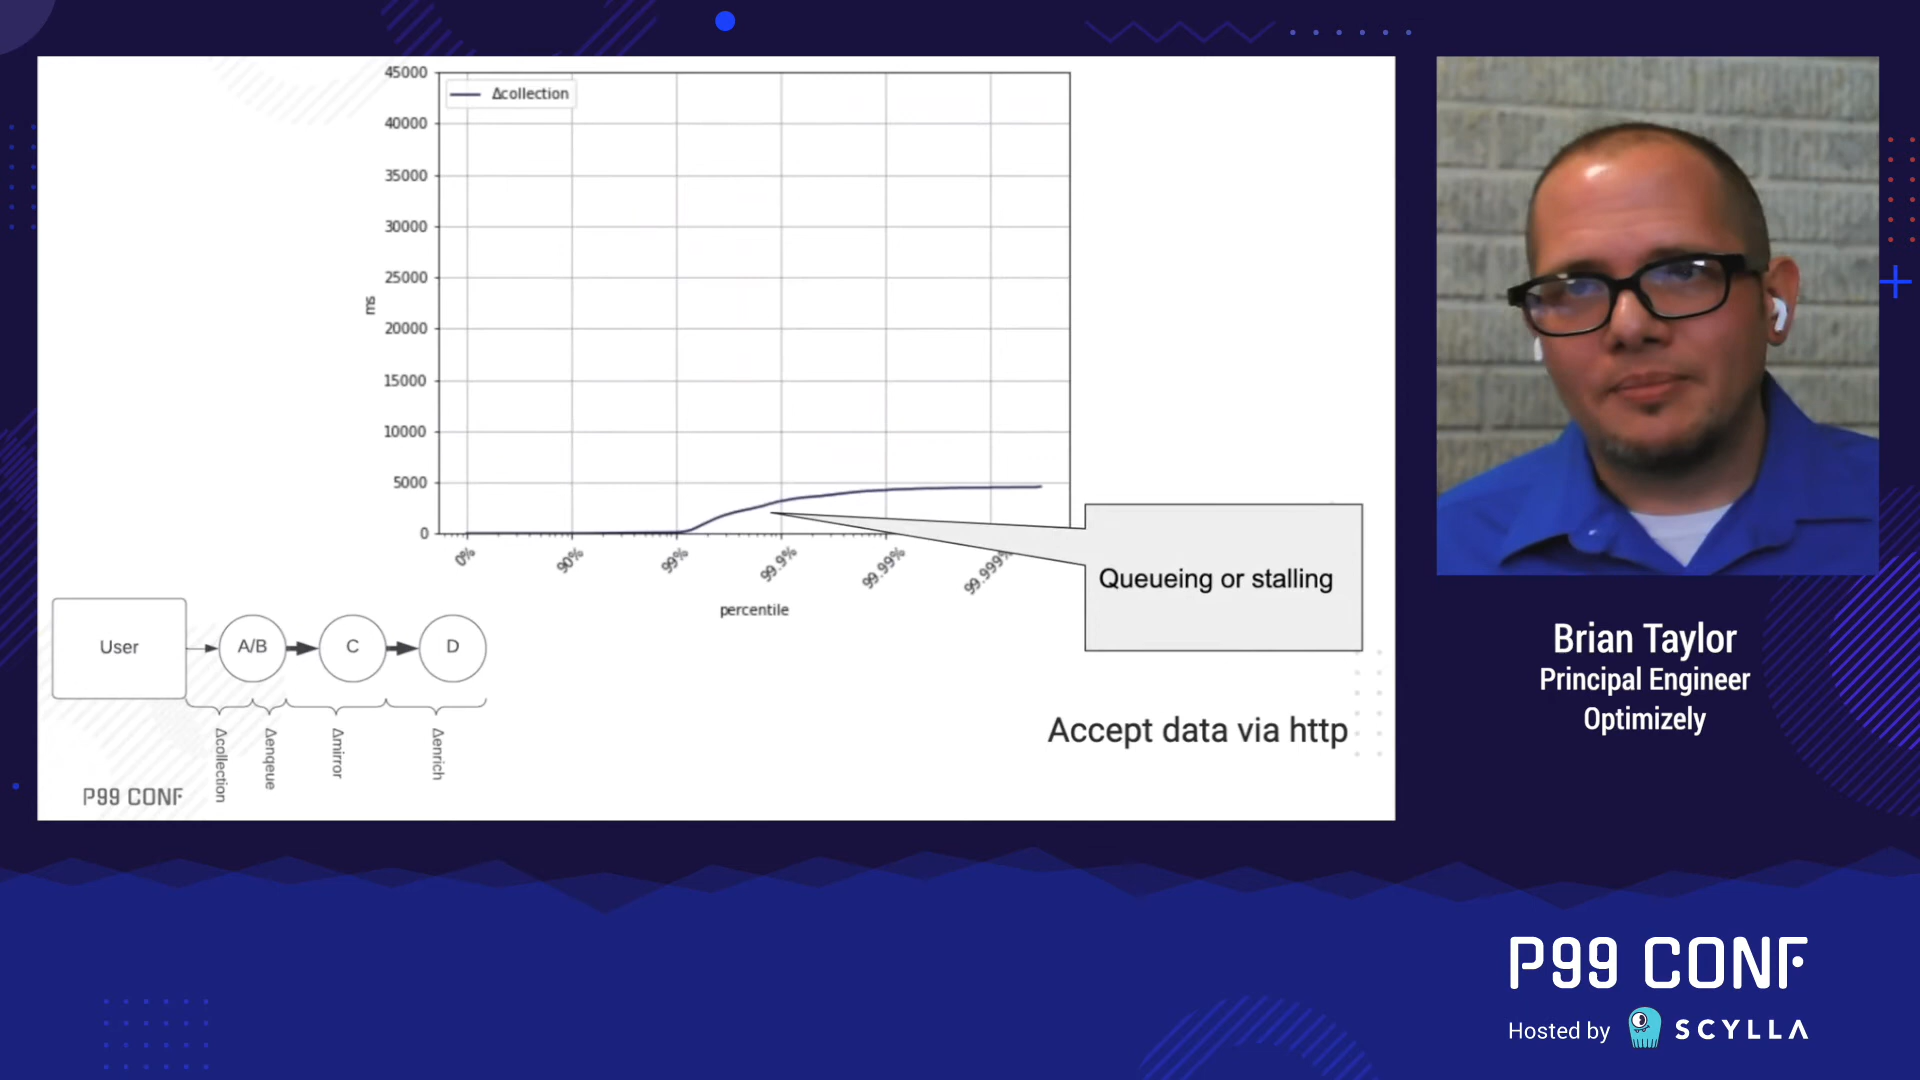 45000
Δcollection
40000
35000
30000
25000
ms
20000
15000
10000
5000
0
0%
90%
99%
99.9%
99.99%
99.999%
percentile
Queueing or stalling
User
A/B
C
D
Δcollection
Δenqeue
Δmirror
Δenrich
Accept data via http
P99 CONF
Brian Taylor
Principal Engineer
Optimizely
P99 CONF
Hosted by SCYLLA